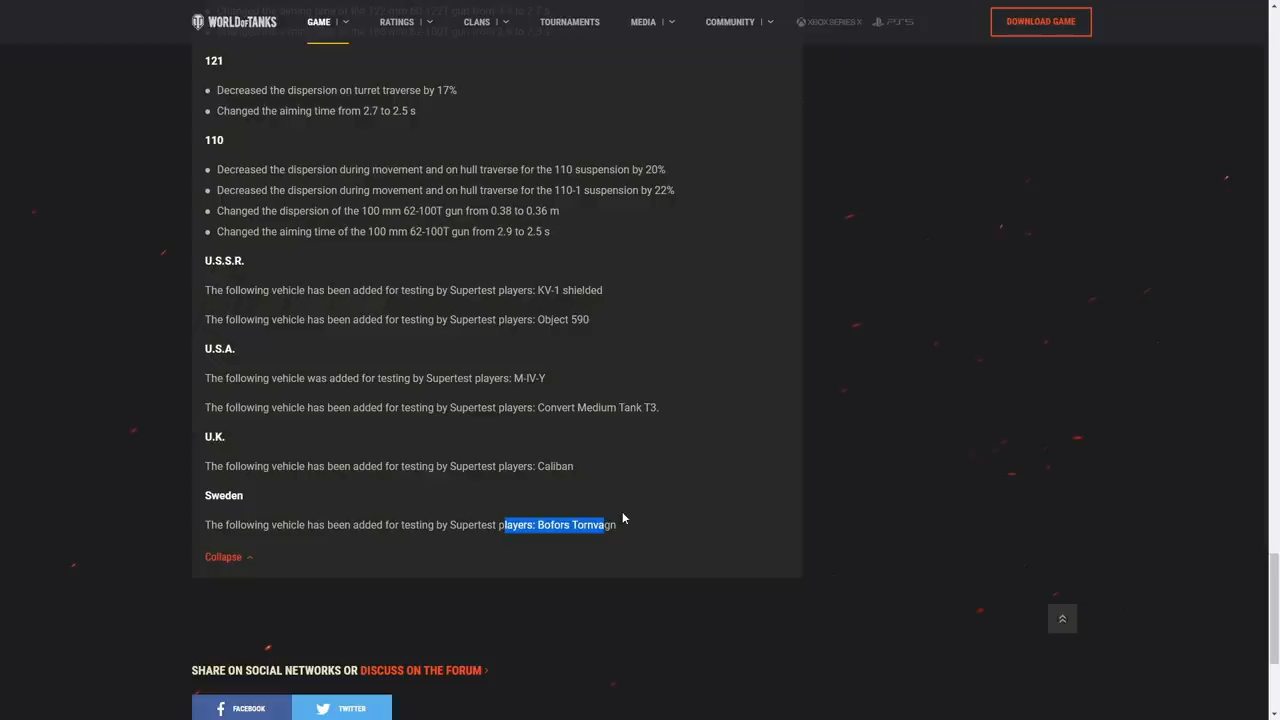 WORLD OF TANKS
GAME
RATINGS
CLANS
TOURNAMENTS
MEDIA
COMMUNITY
XBOX SERIES X
PS5
DOWNLOAD GAME
121
Decreased the dispersion on turret traverse by 17%
Changed the aiming time from 2.7 to 2.5 s
110
Decreased the dispersion during movement and on hull traverse for the 110 suspension by 20%
Decreased the dispersion during movement and on hull traverse for the 110-1 suspension by 22%
Changed the dispersion of the 100 mm 62-100T gun from 0.38 to 0.36 m
Changed the aiming time of the 100 mm 62-100T gun from 2.9 to 2.5 s
U.S.S.R.
The following vehicle has been added for testing by Supertest players: KV-1 shielded
The following vehicle has been added for testing by Supertest players: Object 590
U.S.A.
The following vehicle was added for testing by Supertest players: M-IV-Y
The following vehicle has been added for testing by Supertest players: Convert Medium Tank T3.
U.K.
The following vehicle has been added for testing by Supertest players: Caliban
Sweden
The following vehicle has been added for testing by Supertest players: Bofors Tornvagn
Collapse
SHARE ON SOCIAL NETWORKS OR DISCUSS ON THE FORUM
FACEBOOK
TWITTER